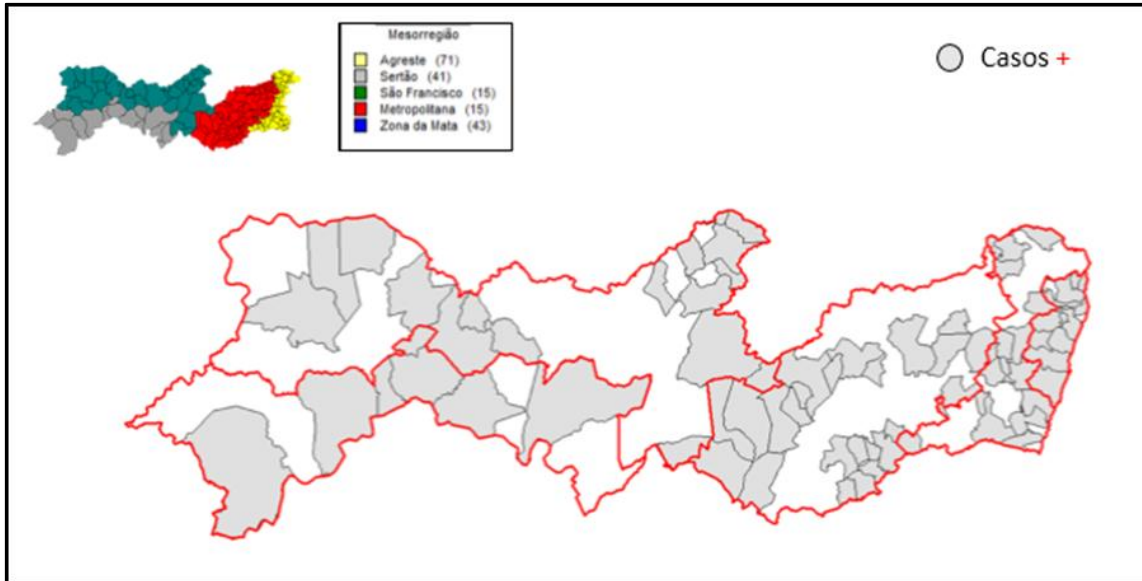 Mesorregião
Agreste (71)
Sertão (41)
São Francisco (15)
Metropolitana (15)
Zona da Mata (43)
Casos +